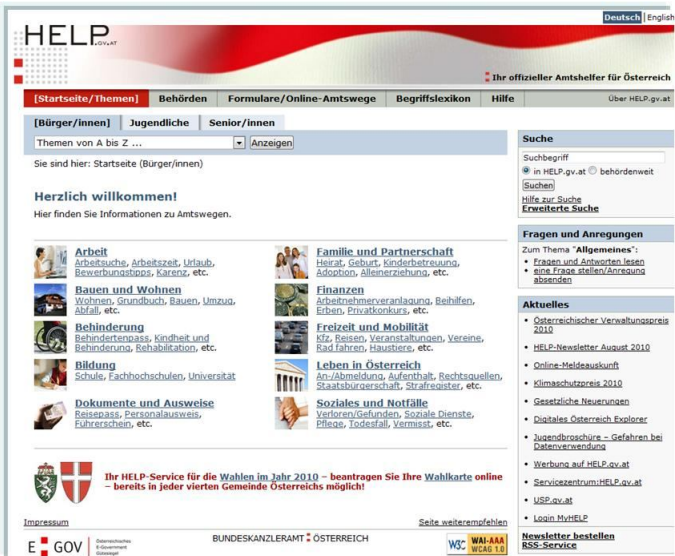 Deutsch | English
HELP.GV.AT
Ihr offizieller Amtshelfer für Österreich
[Startseite/Themen] Behörden Formulare/Online-Amtswege Begriffslexikon Hilfe Über HELP.gv.at
[Bürger/innen] Jugendliche Senior/innen
Themen von A bis Z ... Anzeigen
Sie sind hier: Startseite (Bürger/innen)
Herzlich willkommen!
Hier finden Sie Informationen zu Amtswegen.
Arbeit
Arbeitsuche, Arbeitszeit, Urlaub,
Bewerbungstipps, Karenz, etc.
Bauen und Wohnen
Wohnen, Grundbuch, Bauen, Umzug,
Abfall, etc.
Behinderung
Behindertenpass, Kindheit und
Behinderung, Rehabilitation, etc.
Bildung
Schule, Fachhochschulen, Universität
Dokumente und Ausweise
Reisepass, Personalausweis,
Führerschein, etc.
Familie und Partnerschaft
Heirat, Geburt, Kinderbetreuung,
Adoption, Alleinerziehung, etc.
Finanzen
Arbeitnehmerveranlagung, Beihilfen,
Erben, Privatkonkurs, etc.
Freizeit und Mobilität
Kfz, Reisen, Veranstaltungen, Vereine,
Rad fahren, Haustiere, etc.
Leben in Österreich
An-/Abmeldung, Aufenthalt, Rechtsquellen,
Staatsbürgerschaft, Strafregister, etc.
Soziales und Notfälle
Verloren/Gefunden, Soziale Dienste,
Pflege, Todesfall, Vermisst, etc.
Ihr HELP-Service für die Wahlen im Jahr 2010 – beantragen Sie Ihre Wahlkarte online
– bereits in jeder vierten Gemeinde Österreichs möglich!
Impressum Seite weiterempfehlen
E GOV Österreichisches
E-Government
Gütesiegel
BUNDESKANZLERAMT ÖSTERREICH
W3C WAI-AAA
WCAG 1.0
Suche
Suchbegriff
in HELP.gv.at behördenweit
Suchen
Hilfe zur Suche
Erweiterte Suche
Fragen und Anregungen
Zum Thema "Allgemeines":
• Fragen und Antworten lesen
• eine Frage stellen/Anregung
absenden
Aktuelles
• Österreichischer Verwaltungspreis
2010
• HELP-Newsletter August 2010
• Online-Meldeauskunft
• Klimaschutzpreis 2010
• Gesetzliche Neuerungen
• Digitales Österreich Explorer
• Jugendbroschüre – Gefahren bei
Datenverwendung
• Werbung auf HELP.gv.at
• Servicezentrum:HELP.gv.at
• USP.gv.at
• Login MyHELP
Newsletter bestellen
RSS-Service